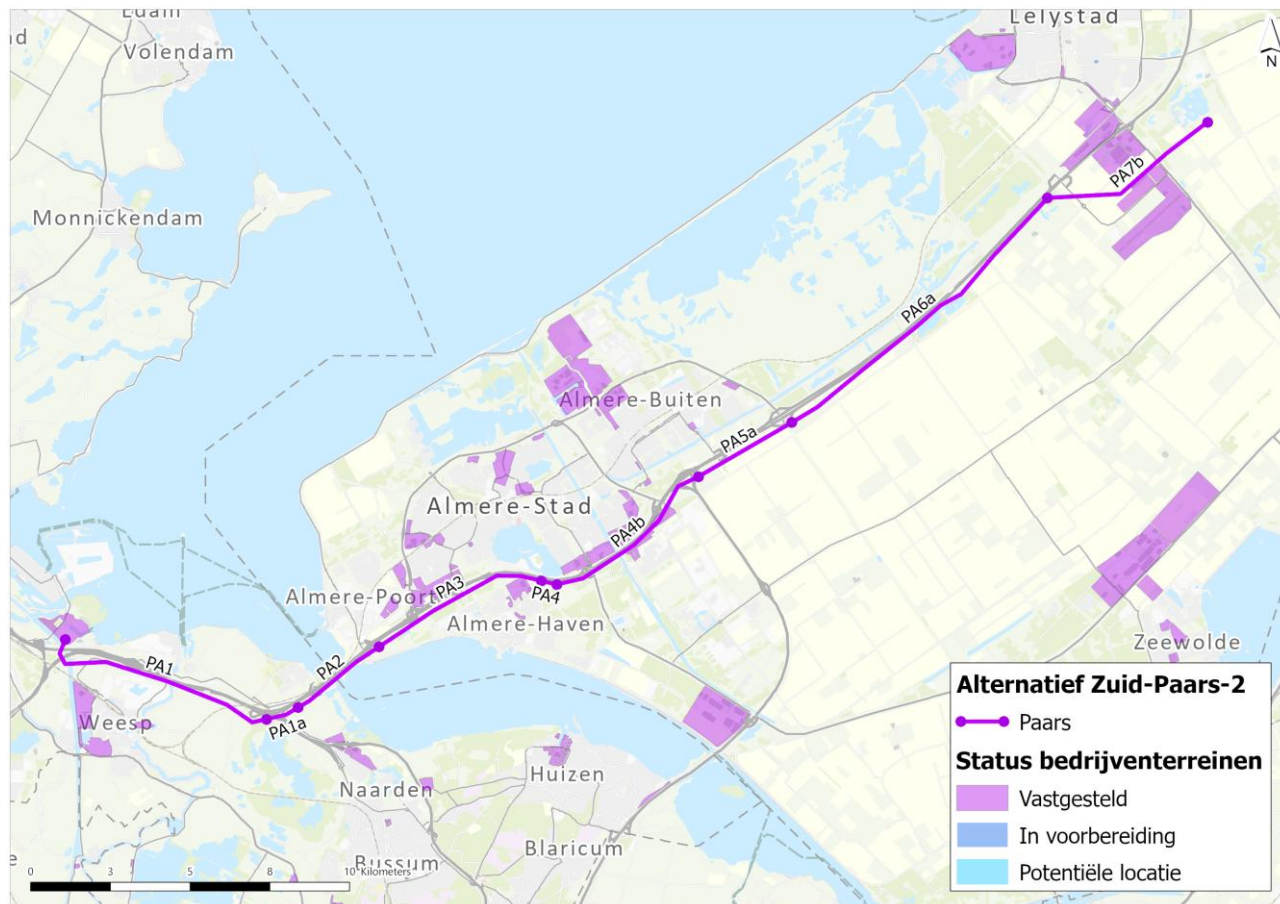 Edam
Volendam
Lelystad
N
Monnickendam
PA7b
PA6a
Almere-Buiten
PA5a
Almere-Stad
PA4b
Almere-Poort
PA3
PA4
Almere-Haven
Zeewolde
PA1
PA2
Weesp
PA1a
Naarden
Huizen
Bussum
Blaricum
0 3 5 8 10 Kilometers
Alternatief Zuid-Paars-2
Paars
Status bedrijventerreinen
Vastgesteld
In voorbereiding
Potentiële locatie